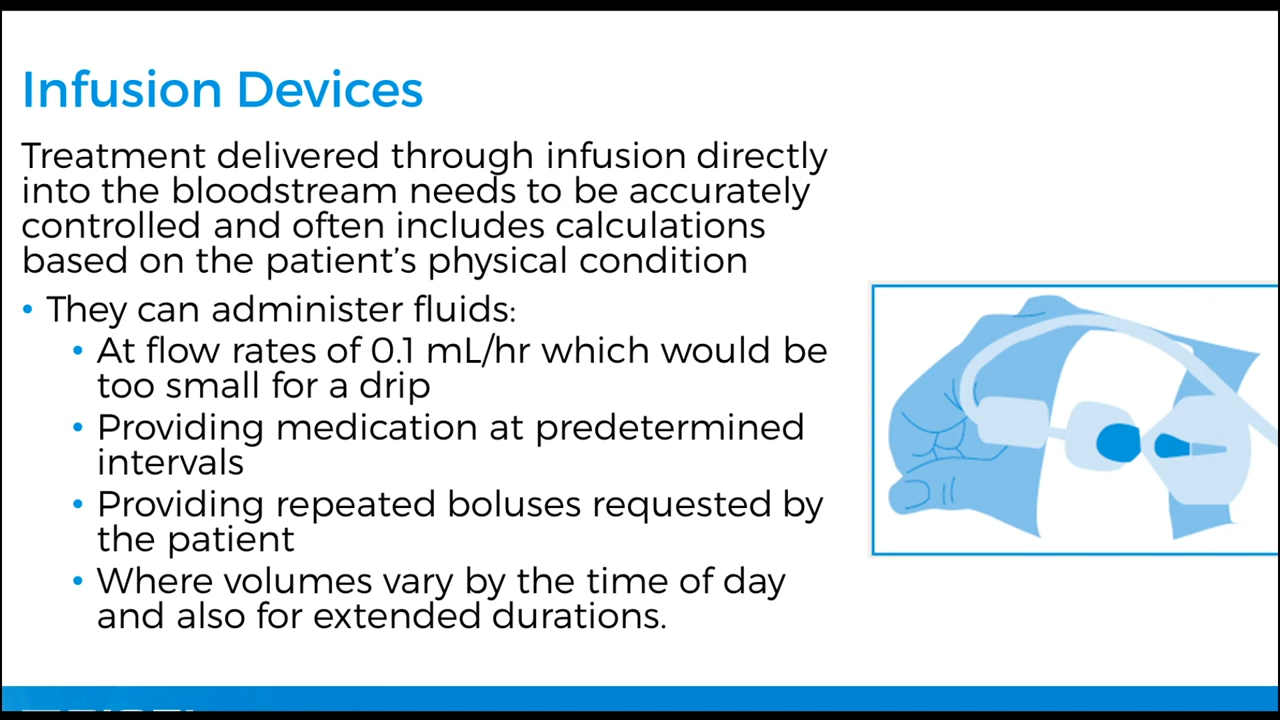 Infusion Devices
Treatment delivered through infusion directly
into the bloodstream needs to be accurately
controlled and often includes calculations
based on the patient’s physical condition
• They can administer fluids:
• At flow rates of 0.1 mL/hr which would be
too small for a drip
• Providing medication at predetermined
intervals
• Providing repeated boluses requested by
the patient
• Where volumes vary by the time of day
and also for extended durations.